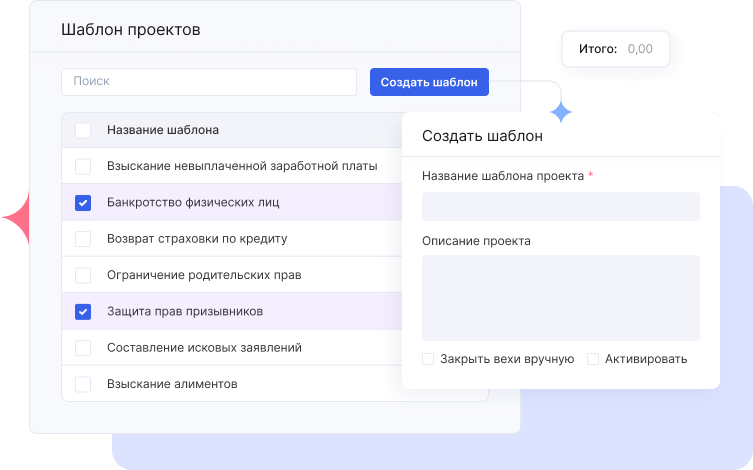 Шаблон проектов
Итого: 0,00
Поиск
Создать шаблон
Название шаблона
Взыскание невыплаченной заработной платы
Банкротство физических лиц
Возврат страховки по кредиту
Ограничение родительских прав
Защита прав призывников
Составление исковых заявлений
Взыскание алиментов
Создать шаблон
Название шаблона проекта *
Описание проекта
Закрыть вехи вручную
Активировать